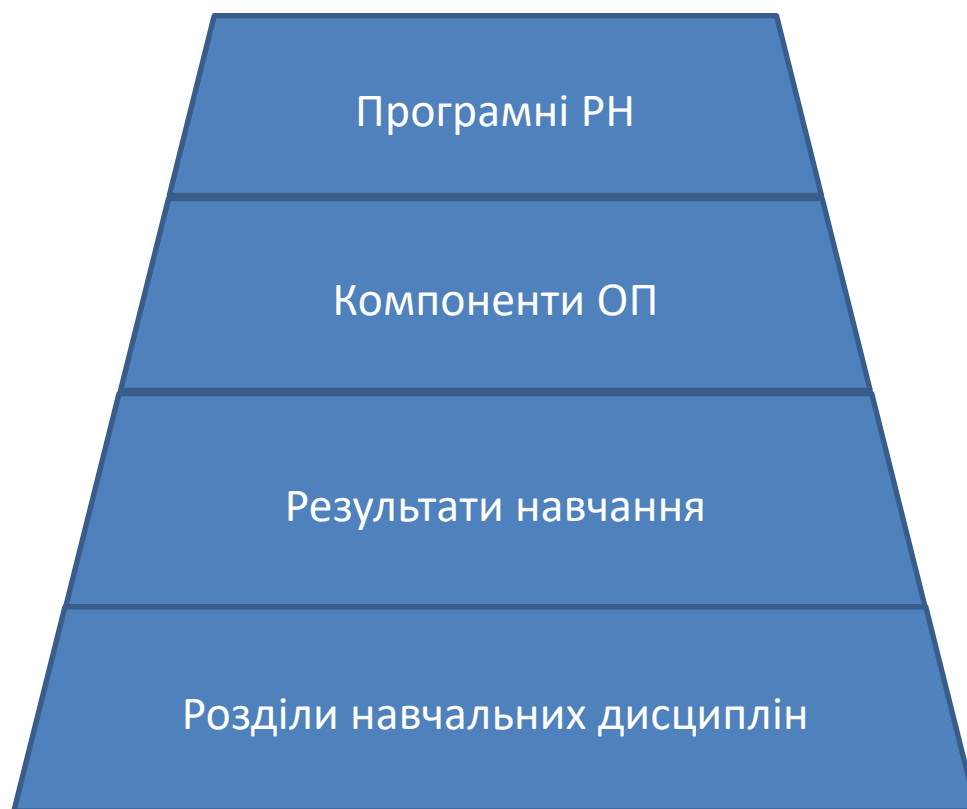 Програмні РН
Компоненти ОП
Результати навчання
Розділи навчальних дисциплін